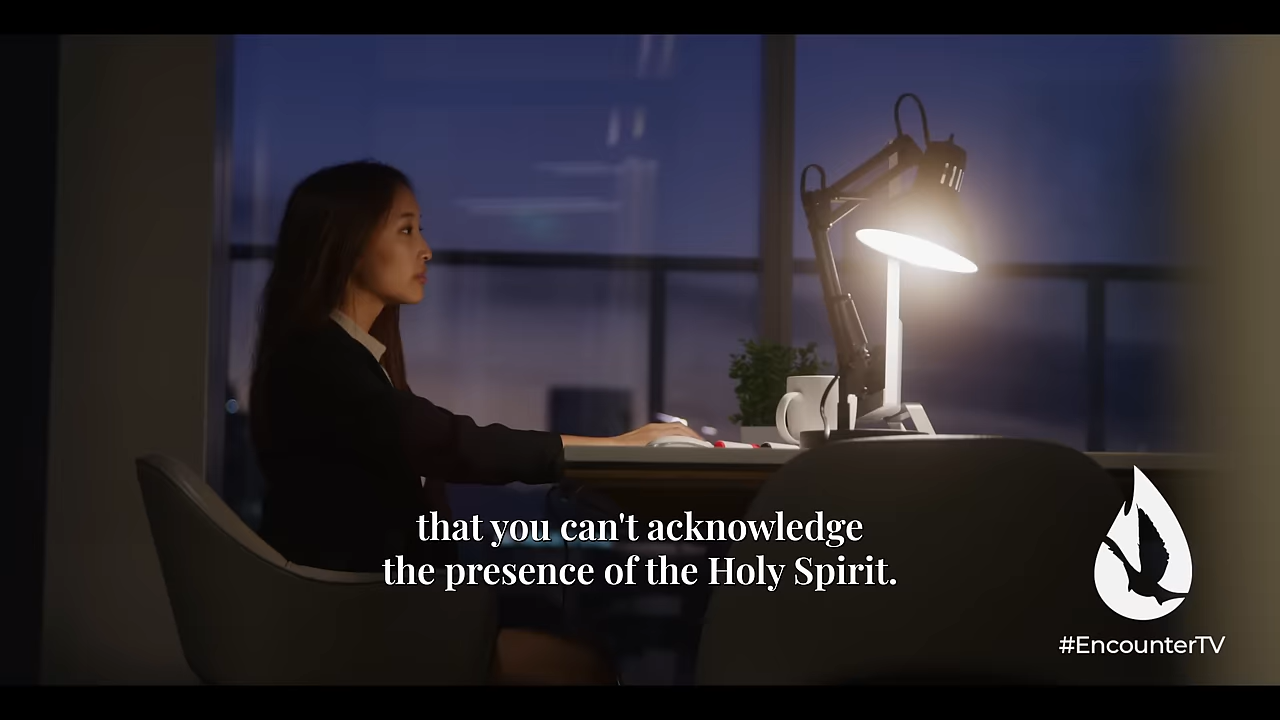 that you can't acknowledge
the presence of the Holy Spirit.
#EncounterTV